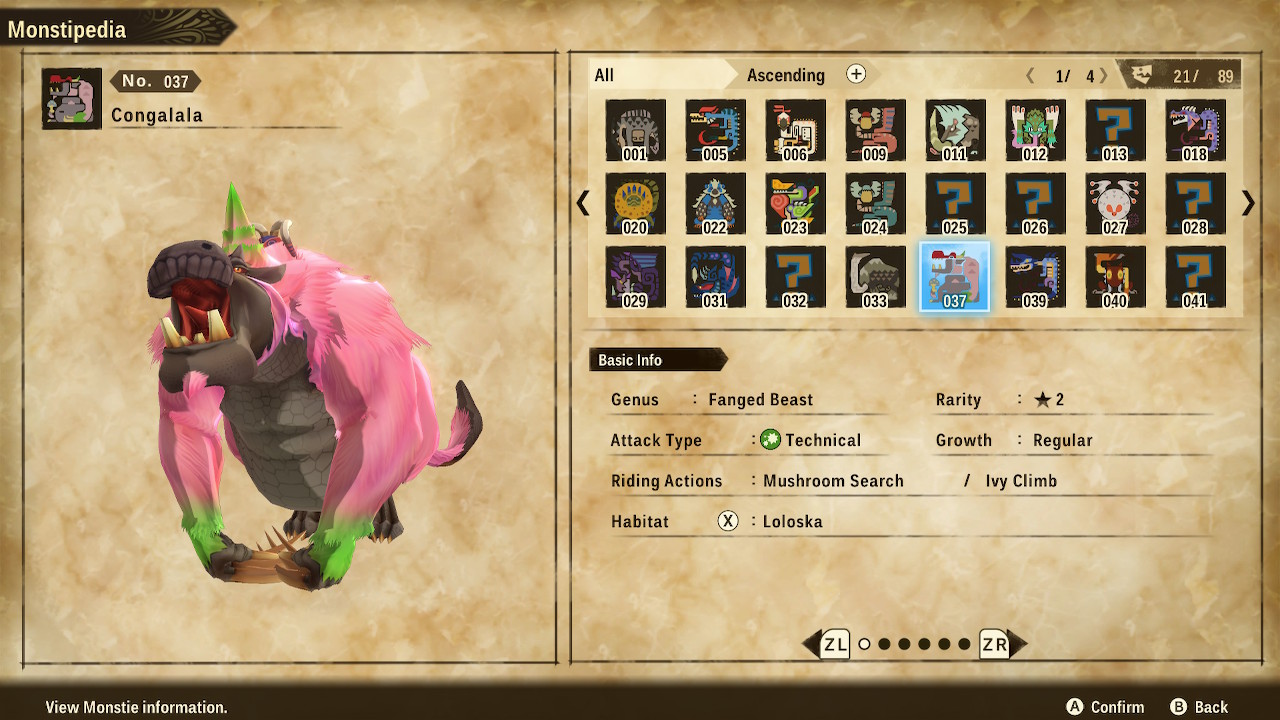 Monstipedia
No. 037
Congalala
All Ascending + 1/ 4 21/ 89
001 005 006 009 011 012 ? 013 018
020 022 023 024 ? 025 ? 026 027 ? 028
029 031 ? 032 033 037 039 040 ? 041
Basic Info
Genus : Fanged Beast Rarity : ★ 2
Attack Type : Technical Growth : Regular
Riding Actions : Mushroom Search / Ivy Climb
Habitat X : Loloska
ZL ZR
View Monstie information. A Confirm B Back